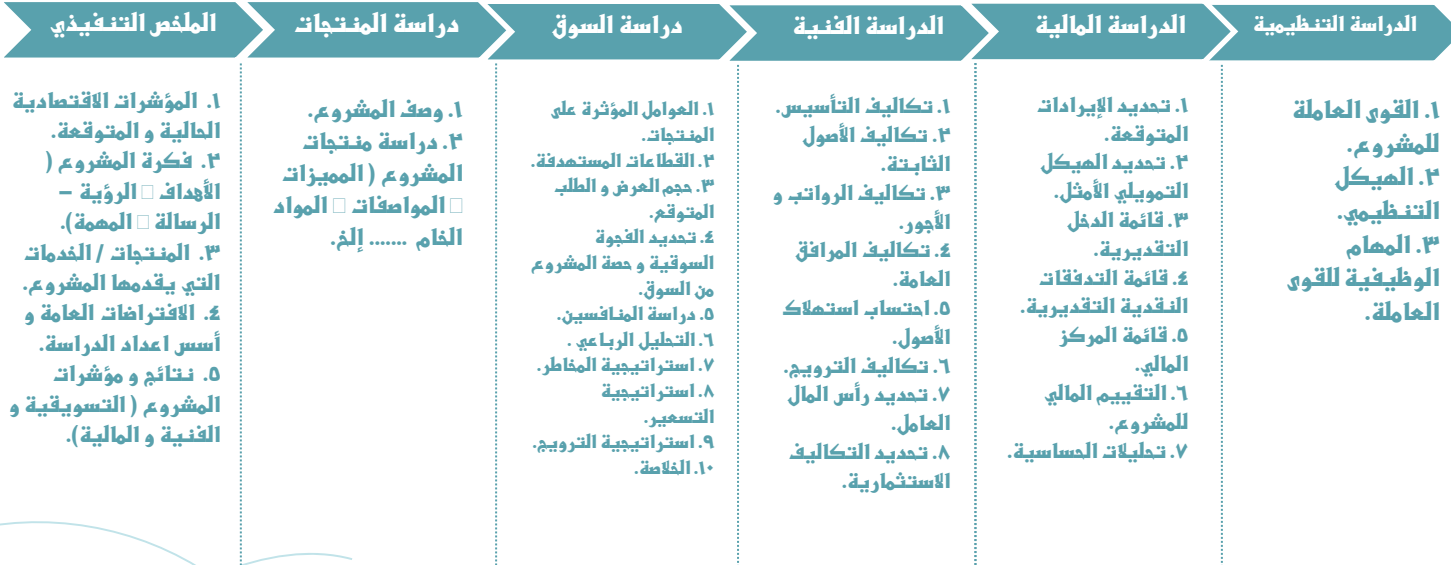 الملخص التنفيذي
١. المؤشرات الاقتصادية
الحالية و المتوقعة.
٢. فكرة المشروع (
الأهداف □ الرؤية –
الرسالة □ المهمة).
٣. المنتجات / الخدمات
التي يقدمها المشروع.
٤. الافتراضات العامة و
أسس اعداد الدراسة.
٥. نتائج و مؤشرات
المشروع ( التسويقية و
الفنية و المالية).
دراسة المنتجات
١. وصف المشروع.
٢. دراسة منتجات
المشروع ( المميزات
□ المواصفات □ المواد
الخام ....... إلخ.
دراسة السوق
١. العوامل المؤثرة على
المنتجات.
٢. القطاعات المستهدفة.
٣. حجم العرض و الطلب
المتوقع.
٤. تحديد الفجوة
السوقية و حصة المشروع
من السوق.
٥. دراسة المنافسين.
٦. التحليل الرباعي .
٧. استراتيجية المخاطر.
٨. استراتيجية
التسعير.
٩. استراتيجية الترويج.
١٠. الخلاصة.
الدراسة الفنية
١. تكاليف التأسيس.
٢. تكاليف الأصول
الثابتة.
٣. تكاليف الرواتب و
الأجور.
٤. تكاليف المرافق
العامة.
٥. احتساب استهلاك
الأصول.
٦. تكاليف الترويج.
٧. تحديد رأس المال
العامل.
٨. تحديد التكاليف
الاستثمارية.
الدراسة المالية
١. تحديد الإيرادات
المتوقعة.
٢. تحديد الهيكل
التمويلي الأمثل.
٣. قائمة الدخل
التقديرية.
٤. قائمة التدفقات
النقدية التقديرية.
٥. قائمة المركز
المالي.
٦. التقييم المالي
للمشروع.
٧. تحليلات الحساسية.
الدراسة التنظيمية
١. القوى العاملة
للمشروع.
٢. الهيكل
التنظيمي.
٣. المهام
الوظيفية للقوى
العاملة.